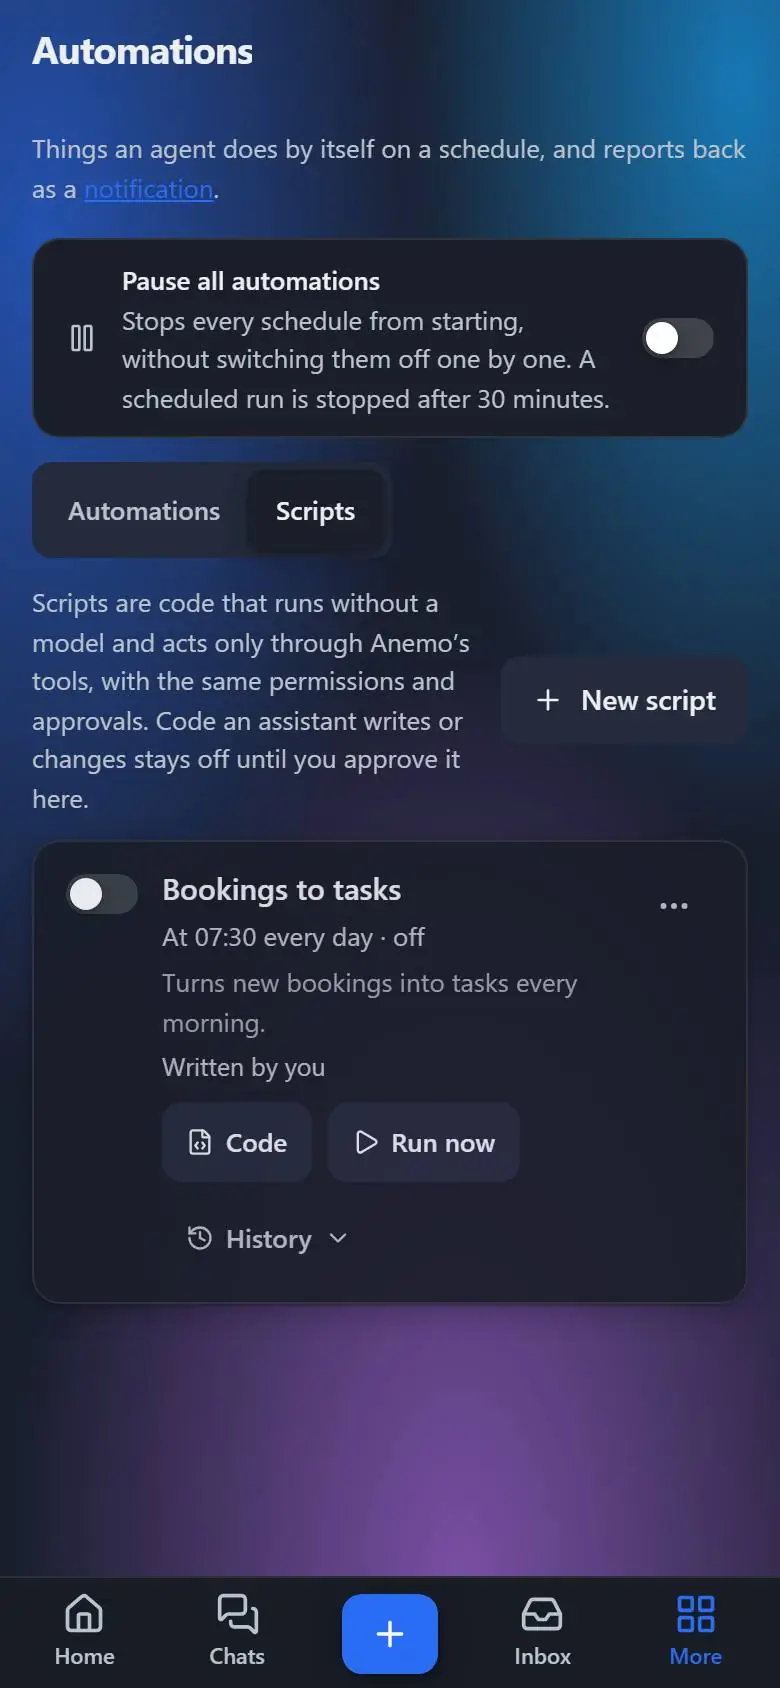 Automations
Things an agent does by itself on a schedule, and reports back
as a notification.
Pause all automations
Stops every schedule from starting,
without switching them off one by one. A
scheduled run is stopped after 30 minutes.
Automations
Scripts
Scripts are code that runs without a
model and acts only through Anemo’s
tools, with the same permissions and
approvals. Code an assistant writes or
changes stays off until you approve it
here.
New script
Bookings to tasks
At 07:30 every day · off
Turns new bookings into tasks every
morning.
Written by you
Code
Run now
History
Home
Chats
Inbox
More